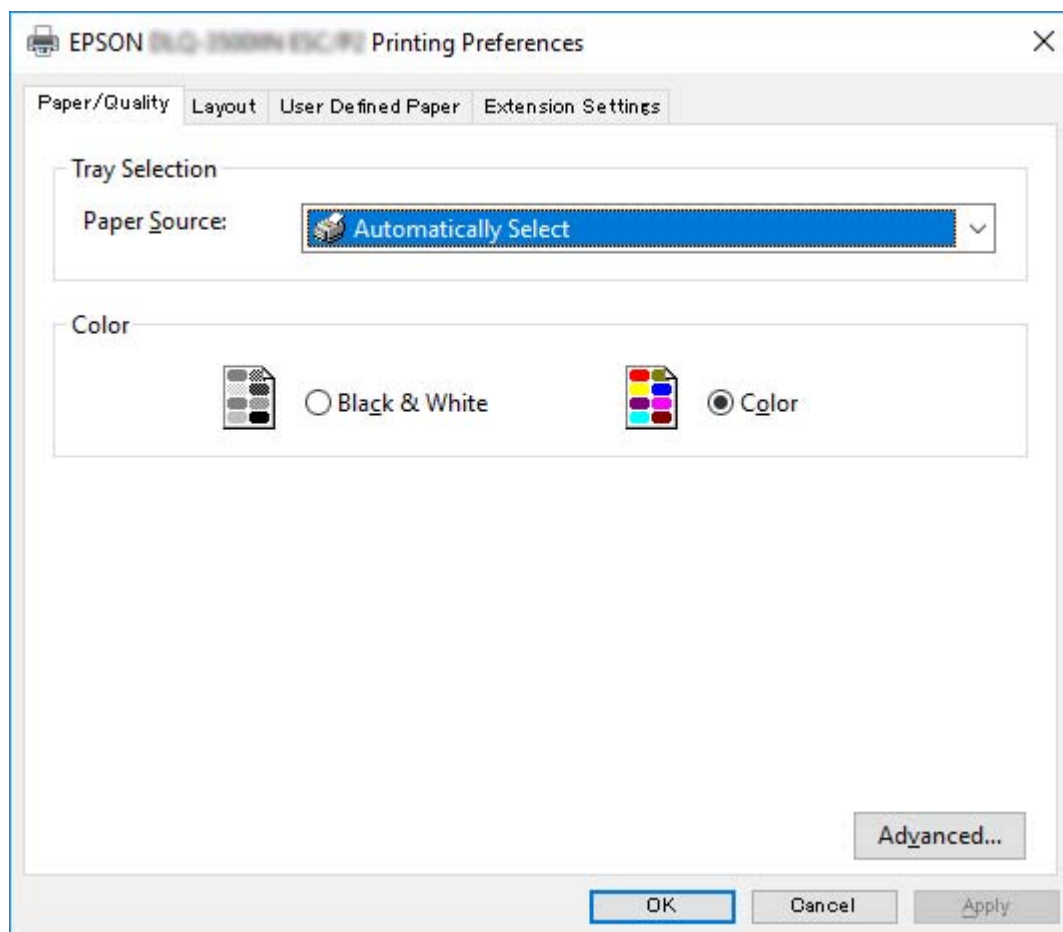 EPSON Printing Preferences
Paper/Quality Layout User Defined Paper Extension Settings
Tray Selection
Paper Source: Automatically Select
Color
Black & White Color
Advanced...
OK Cancel Apply